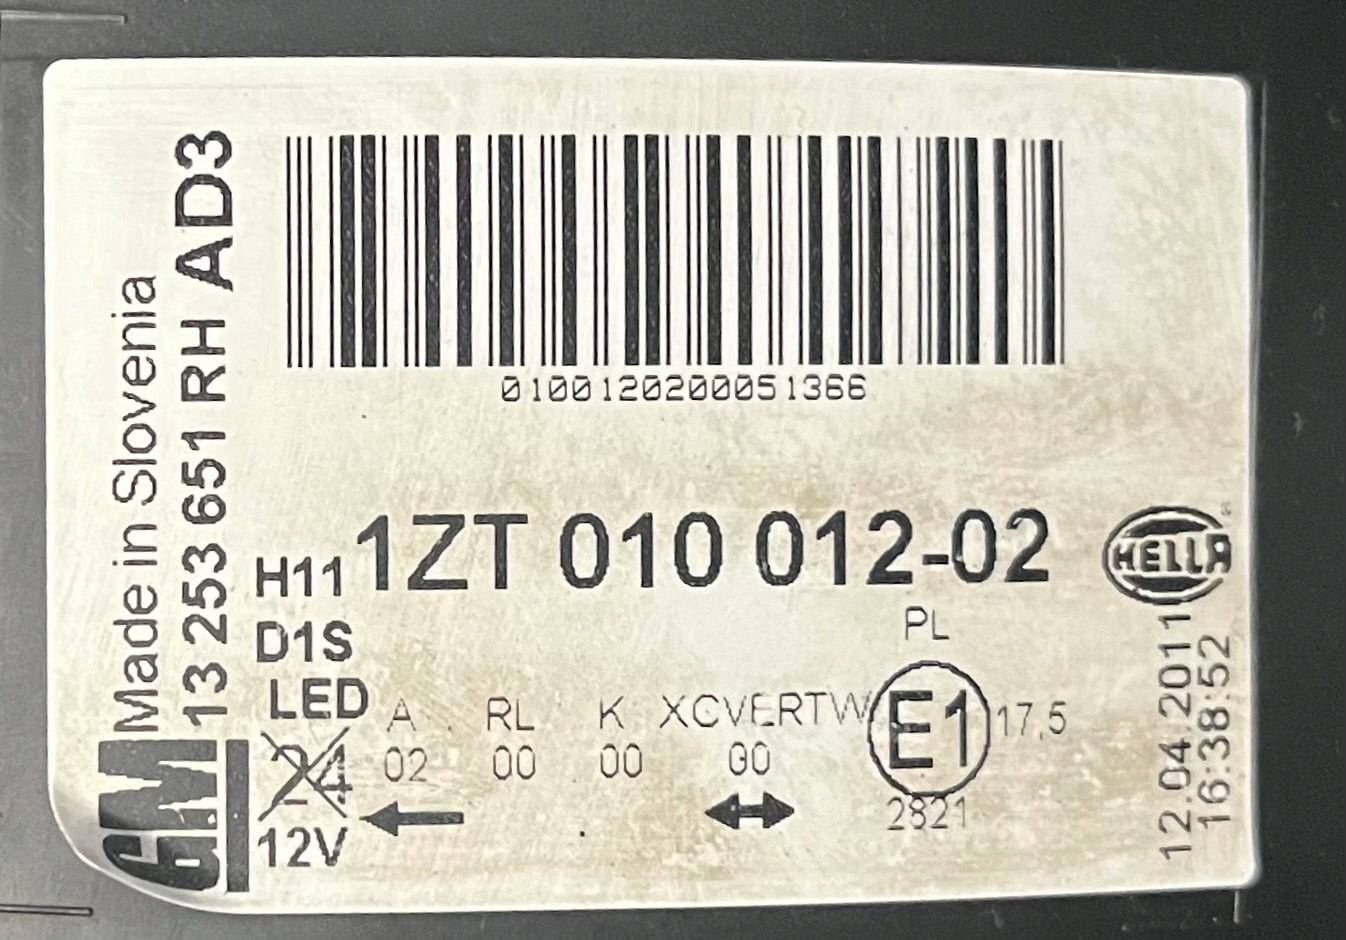 Made in Slovenia
13 253 651 RH AD3
GM
0100120200051366
1ZT 010 012-02
HELLA
H11
D1S
LED
24
12V
PL
A RL K XCVERTW E1 17,5
02 00 00 00
2821
12.04.2011
16:38:52